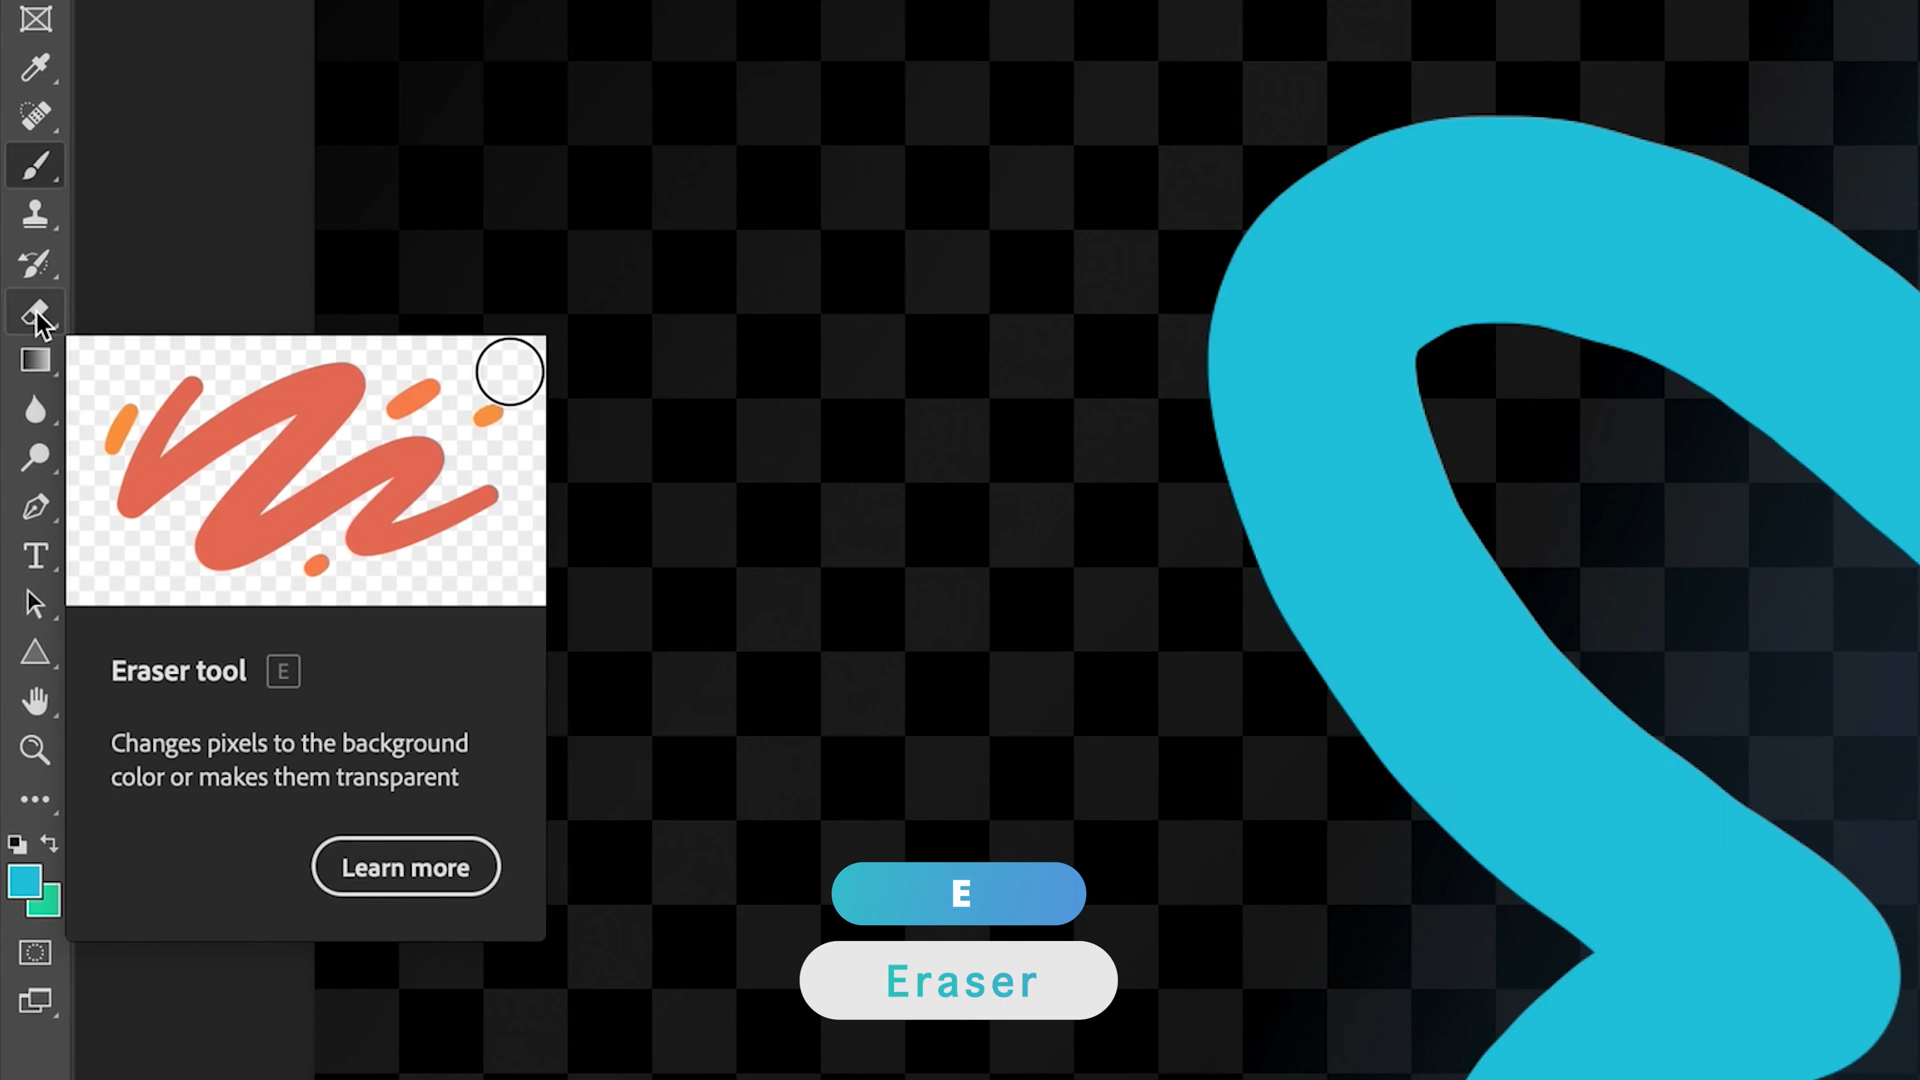 Eraser tool E
Changes pixels to the background
color or makes them transparent
Learn more
E
Eraser